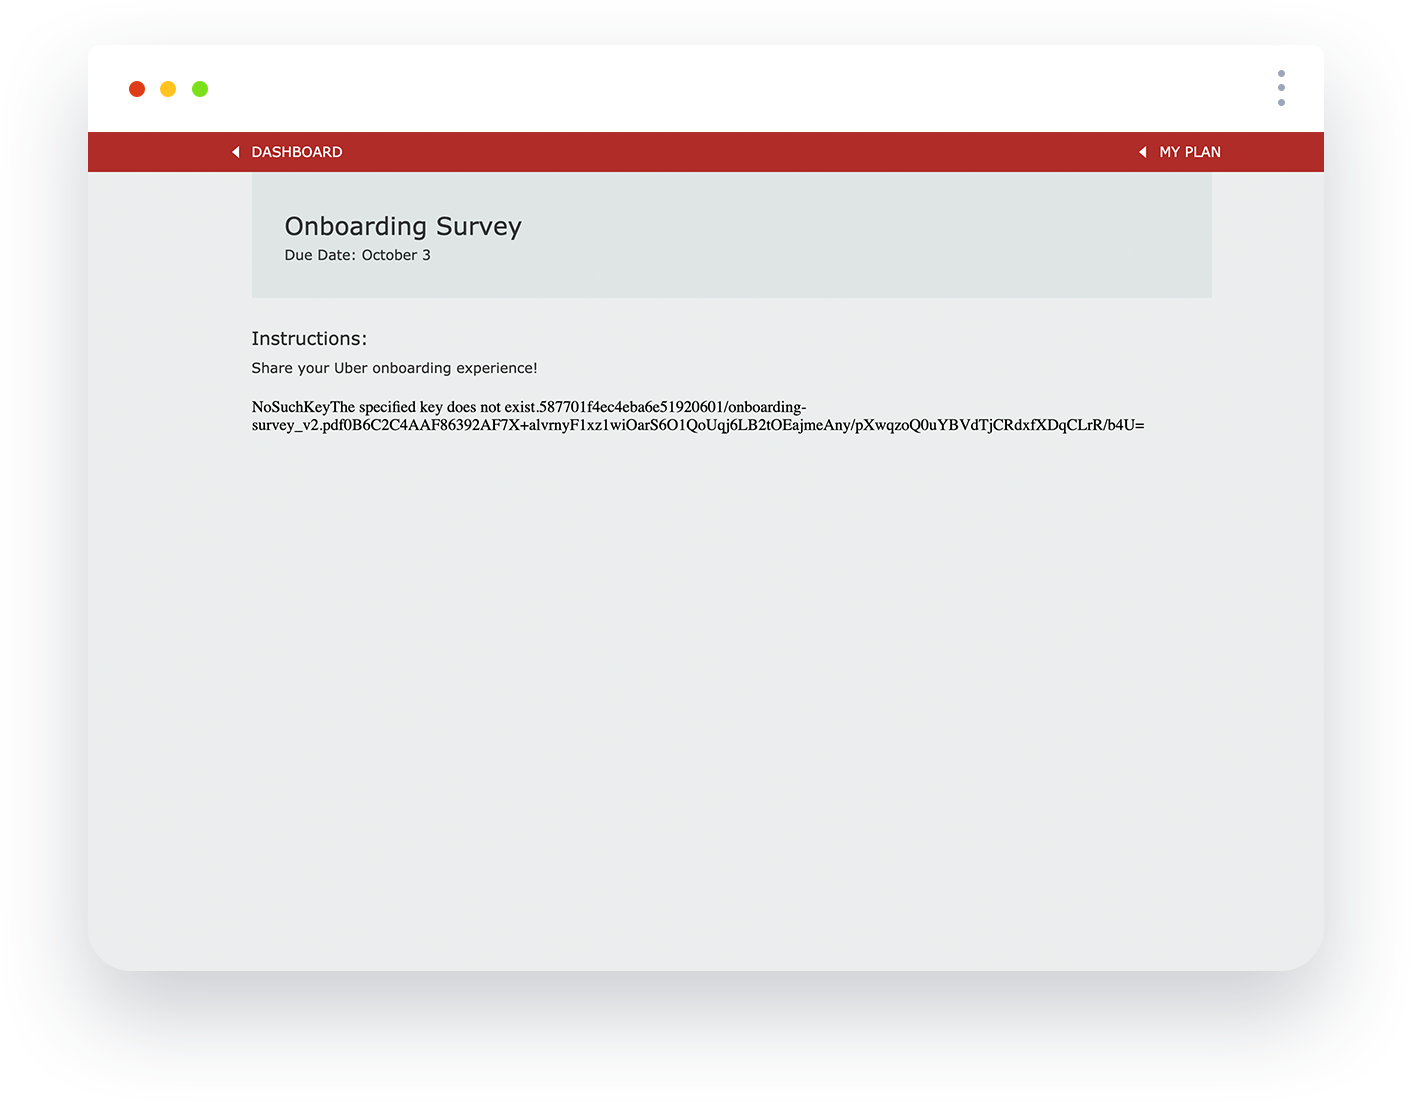 DASHBOARD
MY PLAN
Onboarding Survey
Due Date: October 3
Instructions:
Share your Uber onboarding experience!
NoSuchKeyThe specified key does not exist.587701f4ec4eba6e51920601/onboarding-
survey_v2.pdf0B6C2C4AAF86392AF7X+alvrnyF1xz1wiOarS6O1QoUqj6LB2tOEajmeAny/pXwqzoQ0uYBVdTjCRdxfXDqCLrR/b4U=